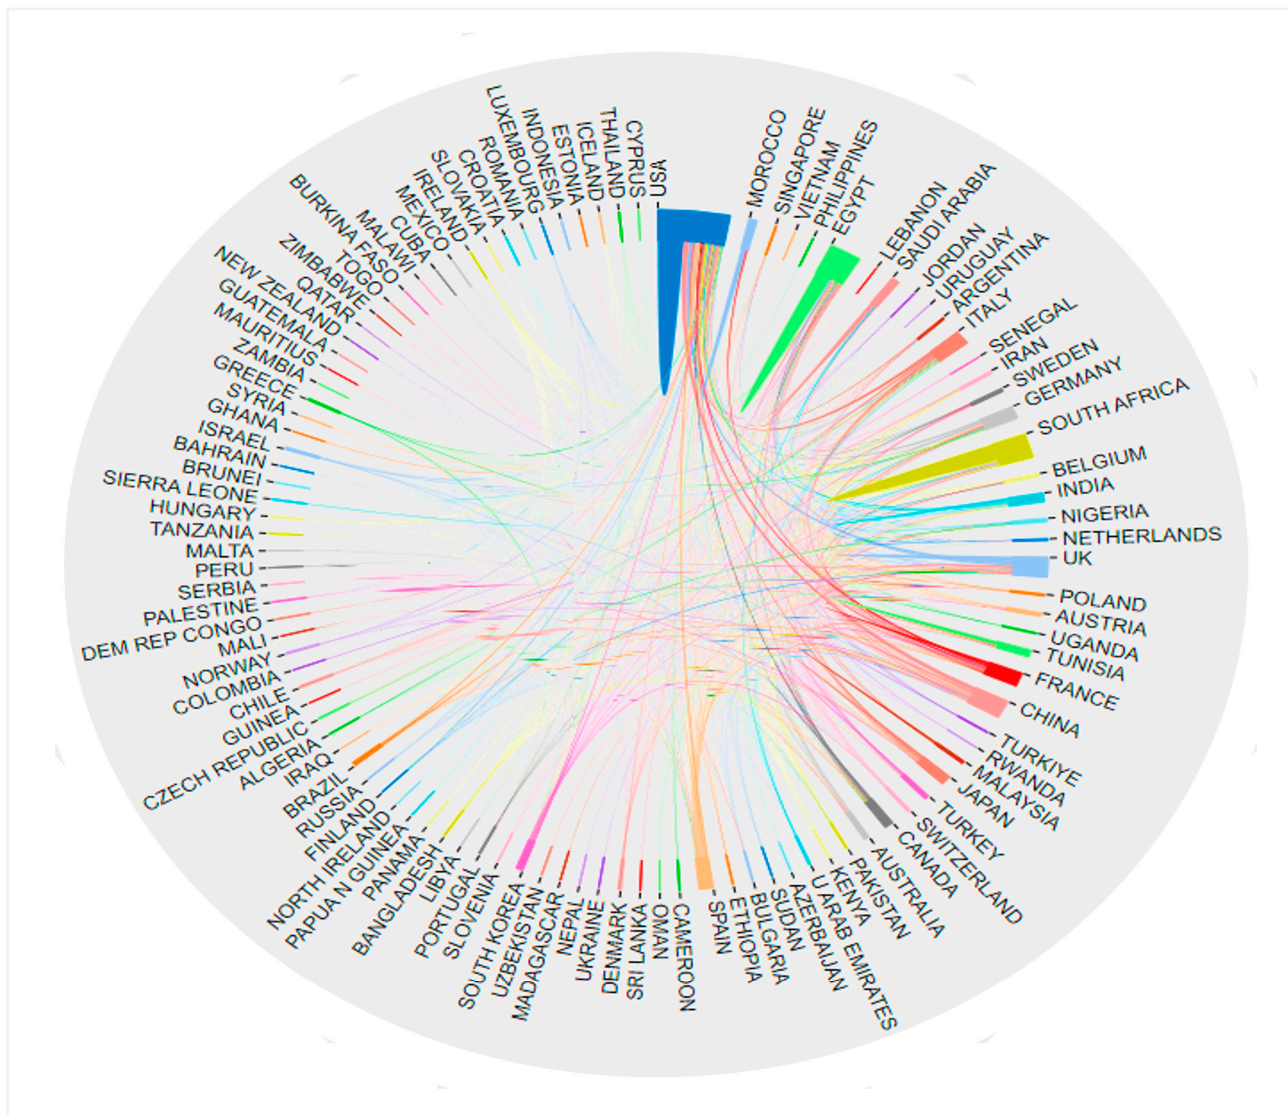 USA
MOROCCO
SINGAPORE
VIETNAM
PHILIPPINES
EGYPT
LEBANON
SAUDI ARABIA
JORDAN
URUGUAY
ARGENTINA
ITALY
SENEGAL
IRAN
SWEDEN
GERMANY
SOUTH AFRICA
BELGIUM
INDIA
NIGERIA
NETHERLANDS
UK
POLAND
AUSTRIA
UGANDA
TUNISIA
FRANCE
CHINA
TURKIYE
RWANDA
MALAYSIA
JAPAN
TURKEY
SWITZERLAND
CANADA
AUSTRALIA
PAKISTAN
KENYA
U ARAB EMIRATES
AZERBAIJAN
SUDAN
BULGARIA
ETHIOPIA
SPAIN
CAMEROON
OMAN
SRI LANKA
DENMARK
UKRAINE
NEPAL
MADAGASCAR
UZBEKISTAN
SOUTH KOREA
SLOVENIA
PORTUGAL
LIBYA
BANGLADESH
PANAMA
PAPUA N GUINEA
NORTH IRELAND
FINLAND
RUSSIA
BRAZIL
IRAQ
ALGERIA
CZECH REPUBLIC
GUINEA
CHILE
COLOMBIA
NORWAY
MALI
DEM REP CONGO
PALESTINE
SERBIA
PERU
MALTA
TANZANIA
HUNGARY
SIERRA LEONE
BRUNEI
BAHRAIN
ISRAEL
GHANA
SYRIA
GREECE
ZAMBIA
MAURITIUS
GUATEMALA
NEW ZEALAND
QATAR
ZIMBABWE
TOGO
BURKINA FASO
MALAWI
CUBA
MEXICO
IRELAND
SLOVAKIA
CROATIA
ROMANIA
LUXEMBOURG
INDONESIA
ESTONIA
ICELAND
THAILAND
CYPRUS